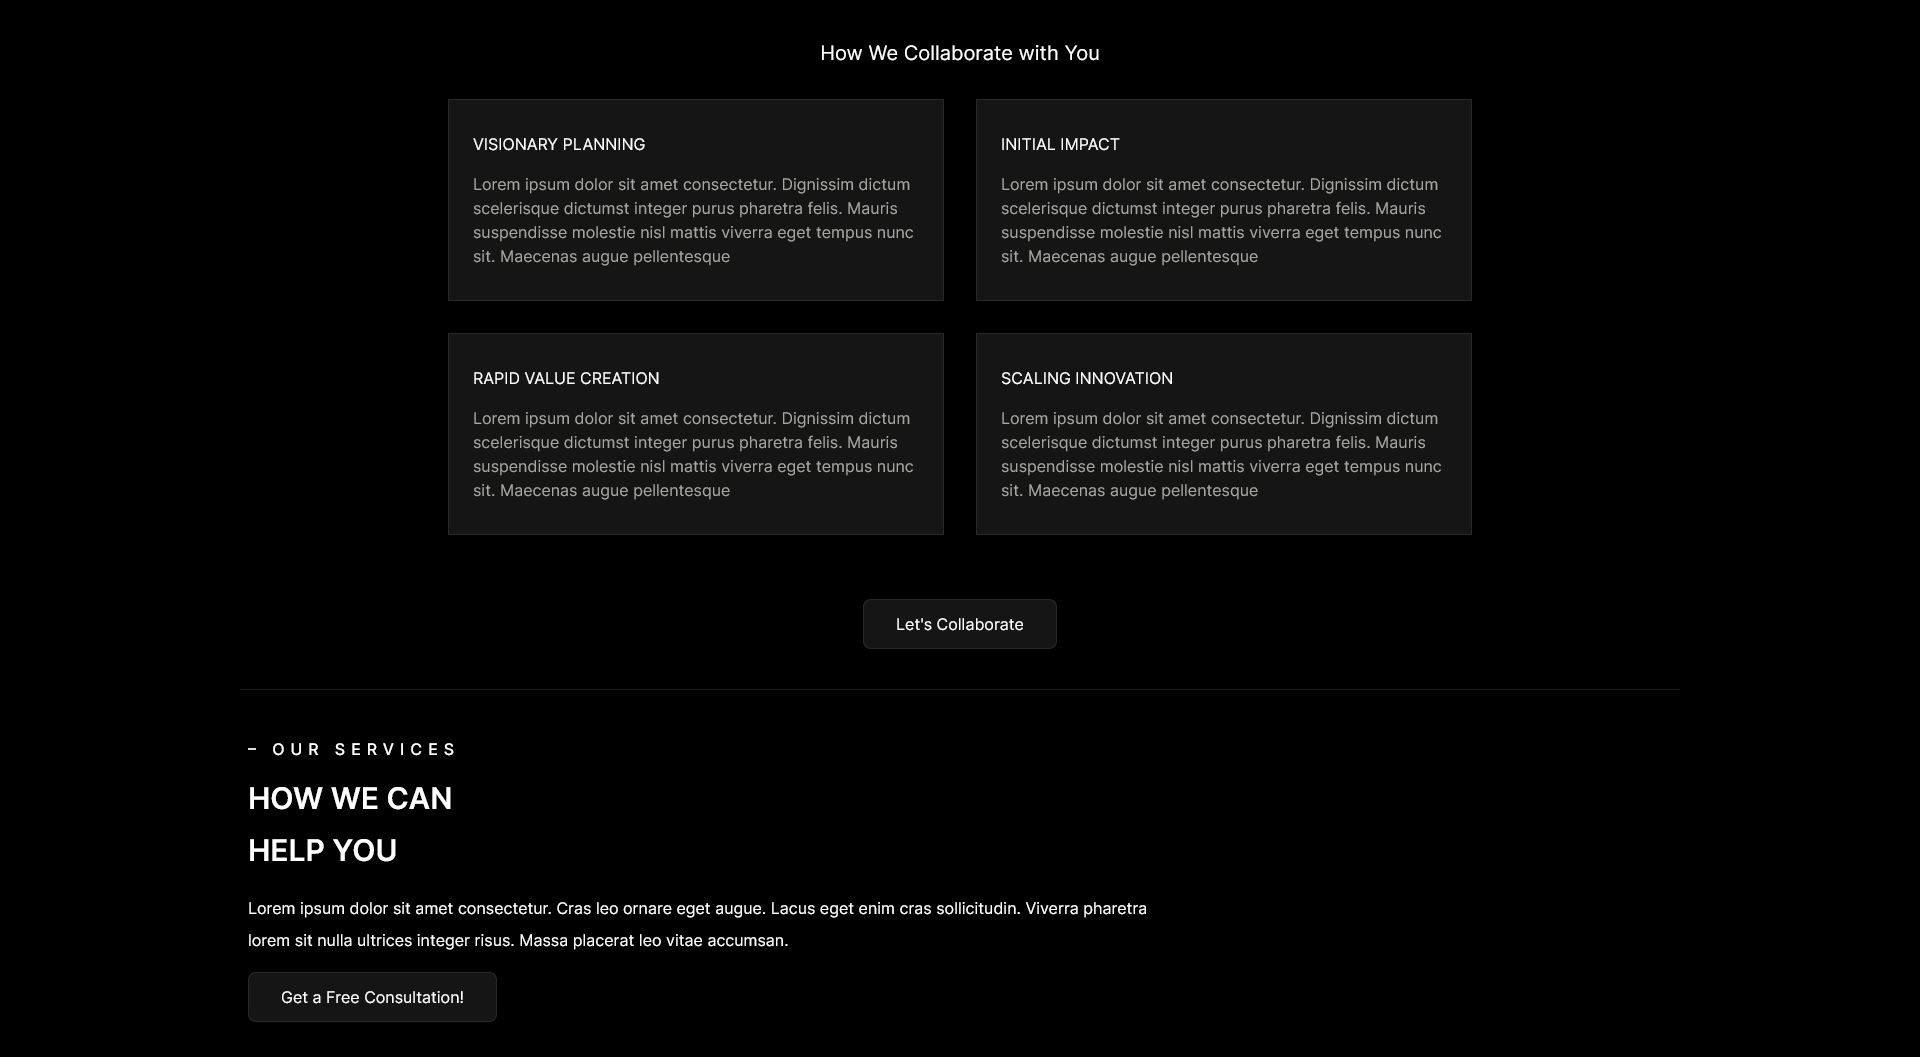 How We Collaborate with You
VISIONARY PLANNING
Lorem ipsum dolor sit amet consectetur. Dignissim dictum
scelerisque dictumst integer purus pharetra felis. Mauris
suspendisse molestie nisl mattis viverra eget tempus nunc
sit. Maecenas augue pellentesque
INITIAL IMPACT
Lorem ipsum dolor sit amet consectetur. Dignissim dictum
scelerisque dictumst integer purus pharetra felis. Mauris
suspendisse molestie nisl mattis viverra eget tempus nunc
sit. Maecenas augue pellentesque
RAPID VALUE CREATION
Lorem ipsum dolor sit amet consectetur. Dignissim dictum
scelerisque dictumst integer purus pharetra felis. Mauris
suspendisse molestie nisl mattis viverra eget tempus nunc
sit. Maecenas augue pellentesque
SCALING INNOVATION
Lorem ipsum dolor sit amet consectetur. Dignissim dictum
scelerisque dictumst integer purus pharetra felis. Mauris
suspendisse molestie nisl mattis viverra eget tempus nunc
sit. Maecenas augue pellentesque
Let's Collaborate
– OUR SERVICES
HOW WE CAN
HELP YOU
Lorem ipsum dolor sit amet consectetur. Cras leo ornare eget augue. Lacus eget enim cras sollicitudin. Viverra pharetra
lorem sit nulla ultrices integer risus. Massa placerat leo vitae accumsan.
Get a Free Consultation!